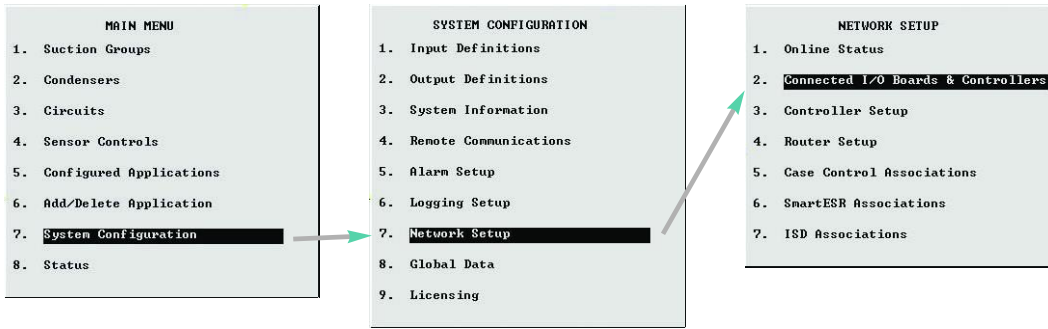 MAIN MENU
1. Suction Groups
2. Condensers
3. Circuits
4. Sensor Controls
5. Configured Applications
6. Add/Delete Application
7. System Configuration
8. Status
SYSTEM CONFIGURATION
1. Input Definitions
2. Output Definitions
3. System Information
4. Remote Communications
5. Alarm Setup
6. Logging Setup
7. Network Setup
8. Global Data
9. Licensing
NETWORK SETUP
1. Online Status
2. Connected I/O Boards & Controllers
3. Controller Setup
4. Router Setup
5. Case Control Associations
6. SmartESR Associations
7. ISD Associations